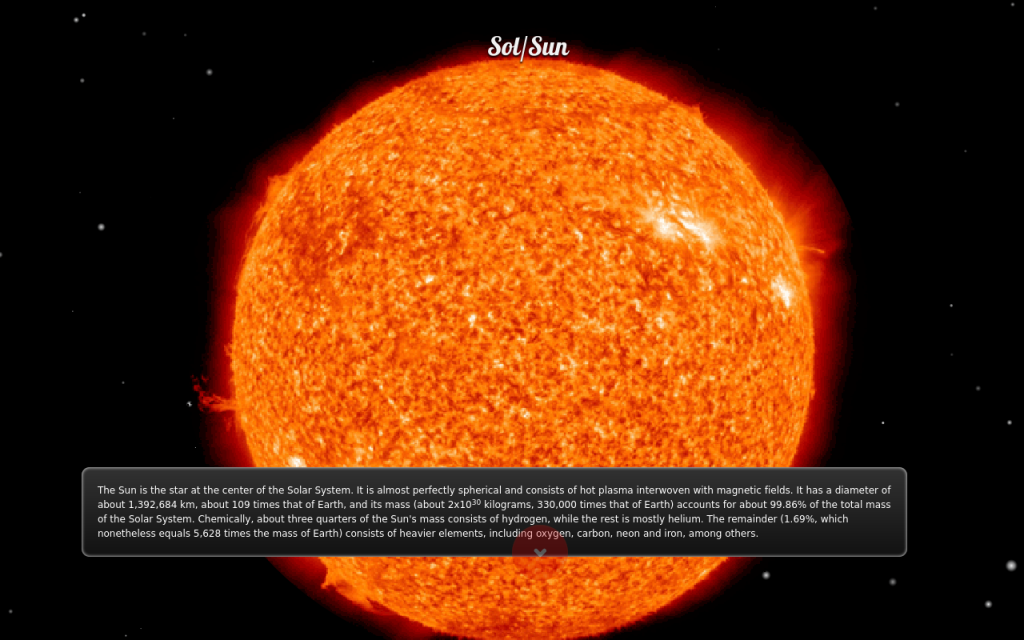 Sol/Sun
The Sun is the star at the center of the Solar System. It is almost perfectly spherical and consists of hot plasma interwoven with magnetic fields. It has a diameter of
about 1,392,684 km, about 109 times that of Earth, and its mass (about 2x10³⁰ kilograms, 330,000 times that of Earth) accounts for about 99.86% of the total mass
of the Solar System. Chemically, about three quarters of the Sun's mass consists of hydrogen, while the rest is mostly helium. The remainder (1.69%, which
nonetheless equals 5,628 times the mass of Earth) consists of heavier elements, including oxygen, carbon, neon and iron, among others.